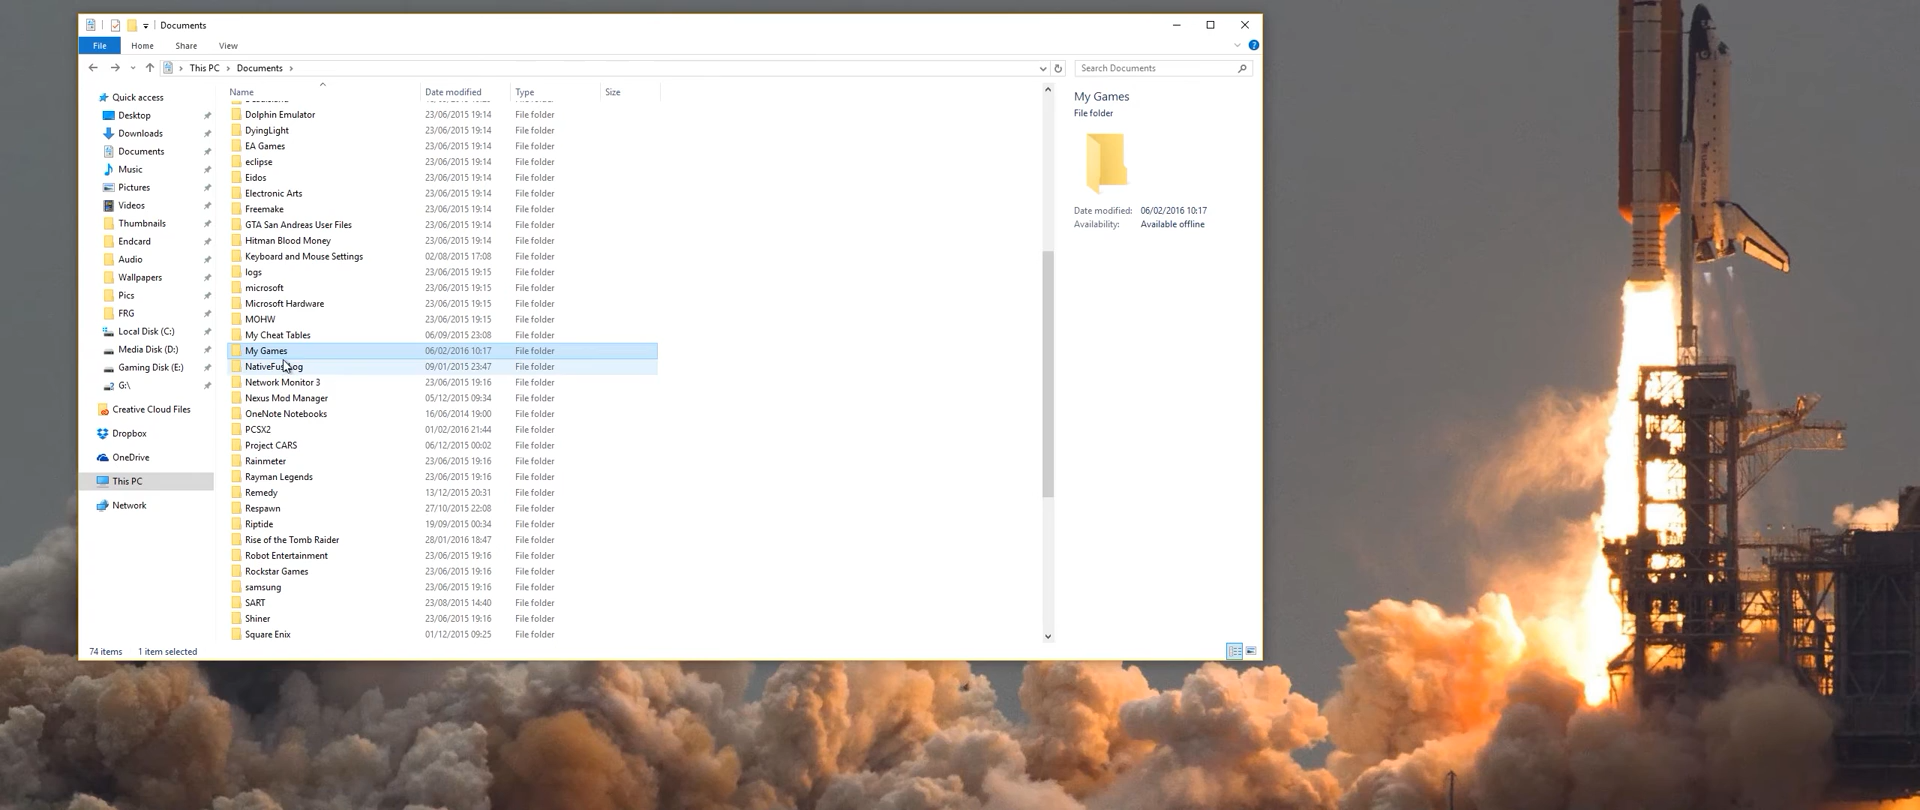 Documents
File Home Share View
This PC Documents
Search Documents
Name Date modified Type Size
Quick access
Desktop
Downloads
Documents
Music
Pictures
Videos
Thumbnails
Endcard
Audio
Wallpapers
Pics
FRG
Local Disk (C:)
Media Disk (D:)
Gaming Disk (E:)
G:\
Creative Cloud Files
Dropbox
OneDrive
This PC
Network
Dolphin Emulator 23/06/2015 19:14 File folder
DyingLight 23/06/2015 19:14 File folder
EA Games 23/06/2015 19:14 File folder
eclipse 23/06/2015 19:14 File folder
Eidos 23/06/2015 19:14 File folder
Electronic Arts 23/06/2015 19:14 File folder
Freemake 23/06/2015 19:14 File folder
GTA San Andreas User Files 23/06/2015 19:14 File folder
Hitman Blood Money 23/06/2015 19:14 File folder
Keyboard and Mouse Settings 02/08/2015 17:08 File folder
logs 23/06/2015 19:15 File folder
microsoft 23/06/2015 19:15 File folder
Microsoft Hardware 23/06/2015 19:15 File folder
MOHW 23/06/2015 19:15 File folder
My Cheat Tables 06/09/2015 23:08 File folder
My Games 06/02/2016 10:17 File folder
09/01/2015 23:47 File folder
Network Monitor 3 23/06/2015 19:16 File folder
Nexus Mod Manager 05/12/2015 09:34 File folder
OneNote Notebooks 16/06/2014 19:00 File folder
PCSX2 01/02/2016 21:44 File folder
Project CARS 06/12/2015 00:02 File folder
Rainmeter 23/06/2015 19:16 File folder
Rayman Legends 23/06/2015 19:16 File folder
Remedy 13/12/2015 20:31 File folder
Respawn 27/10/2015 22:08 File folder
Riptide 19/09/2015 00:34 File folder
Rise of the Tomb Raider 28/01/2016 18:47 File folder
Robot Entertainment 23/06/2015 19:16 File folder
Rockstar Games 23/06/2015 19:16 File folder
samsung 23/06/2015 19:16 File folder
SART 23/08/2015 14:40 File folder
Shiner 23/06/2015 19:16 File folder
Square Enix 01/12/2015 09:25 File folder
My Games
File folder
Date modified: 06/02/2016 10:17
Availability: Available offline
74 items 1 item selected